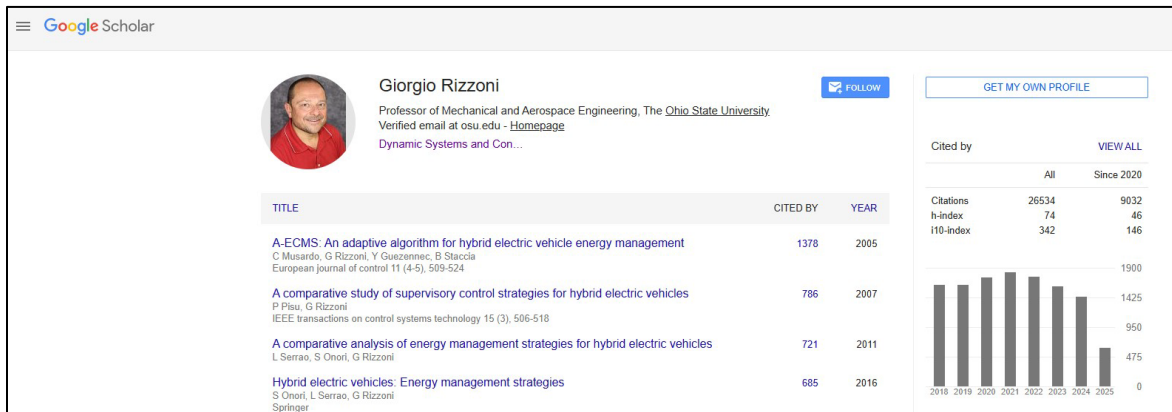 Google Scholar
Giorgio Rizzoni
FOLLOW
Professor of Mechanical and Aerospace Engineering, The Ohio State University
Verified email at osu.edu - Homepage
Dynamic Systems and Con...
TITLE CITED BY YEAR
A-ECMS: An adaptive algorithm for hybrid electric vehicle energy management 1378 2005
C Musardo, G Rizzoni, Y Guezennec, B Staccia
European journal of control 11 (4-5), 509-524
A comparative study of supervisory control strategies for hybrid electric vehicles 786 2007
P Pisu, G Rizzoni
IEEE transactions on control systems technology 15 (3), 506-518
A comparative analysis of energy management strategies for hybrid electric vehicles 721 2011
L Serrao, S Onori, G Rizzoni
Hybrid electric vehicles: Energy management strategies 685 2016
S Onori, L Serrao, G Rizzoni
Springer
GET MY OWN PROFILE
Cited by VIEW ALL
All Since 2020
Citations 26534 9032
h-index 74 46
i10-index 342 146
1900
1425
950
475
0
2018 2019 2020 2021 2022 2023 2024 2025